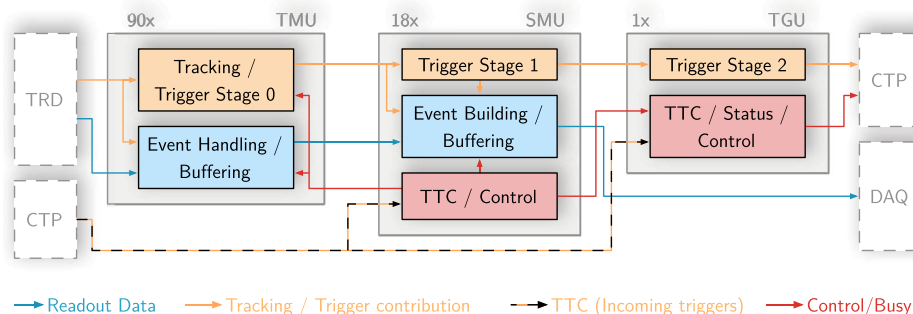 90x TMU
18x SMU
1x TGU
TRD
Tracking /
Trigger Stage 0
Event Handling /
Buffering
CTP
Trigger Stage 1
Event Building /
Buffering
TTC / Control
Trigger Stage 2
TTC / Status /
Control
CTP
DAQ
Readout Data
Tracking / Trigger contribution
TTC (Incoming triggers)
Control/Busy